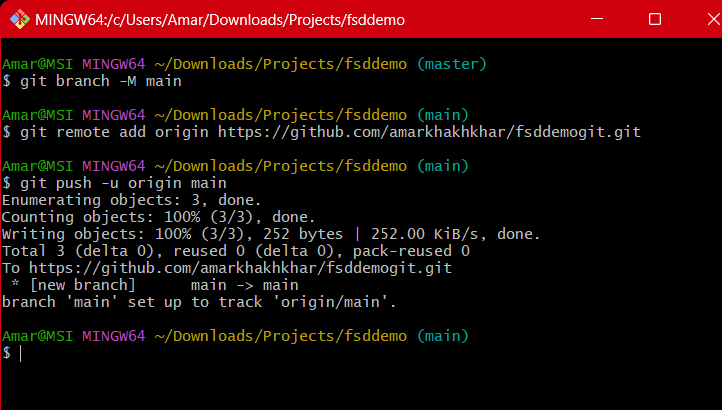 MINGW64:/c/Users/Amar/Downloads/Projects/fsddemo
Amar@MSI MINGW64 ~/Downloads/Projects/fsddemo (master)
$ git branch -M main
Amar@MSI MINGW64 ~/Downloads/Projects/fsddemo (main)
$ git remote add origin https://github.com/amarkhakhkhar/fsddemogit.git
Amar@MSI MINGW64 ~/Downloads/Projects/fsddemo (main)
$ git push -u origin main
Enumerating objects: 3, done.
Counting objects: 100% (3/3), done.
Writing objects: 100% (3/3), 252 bytes | 252.00 KiB/s, done.
Total 3 (delta 0), reused 0 (delta 0), pack-reused 0
To https://github.com/amarkhakhkhar/fsddemogit.git
 * [new branch]      main -> main
branch 'main' set up to track 'origin/main'.
Amar@MSI MINGW64 ~/Downloads/Projects/fsddemo (main)
$